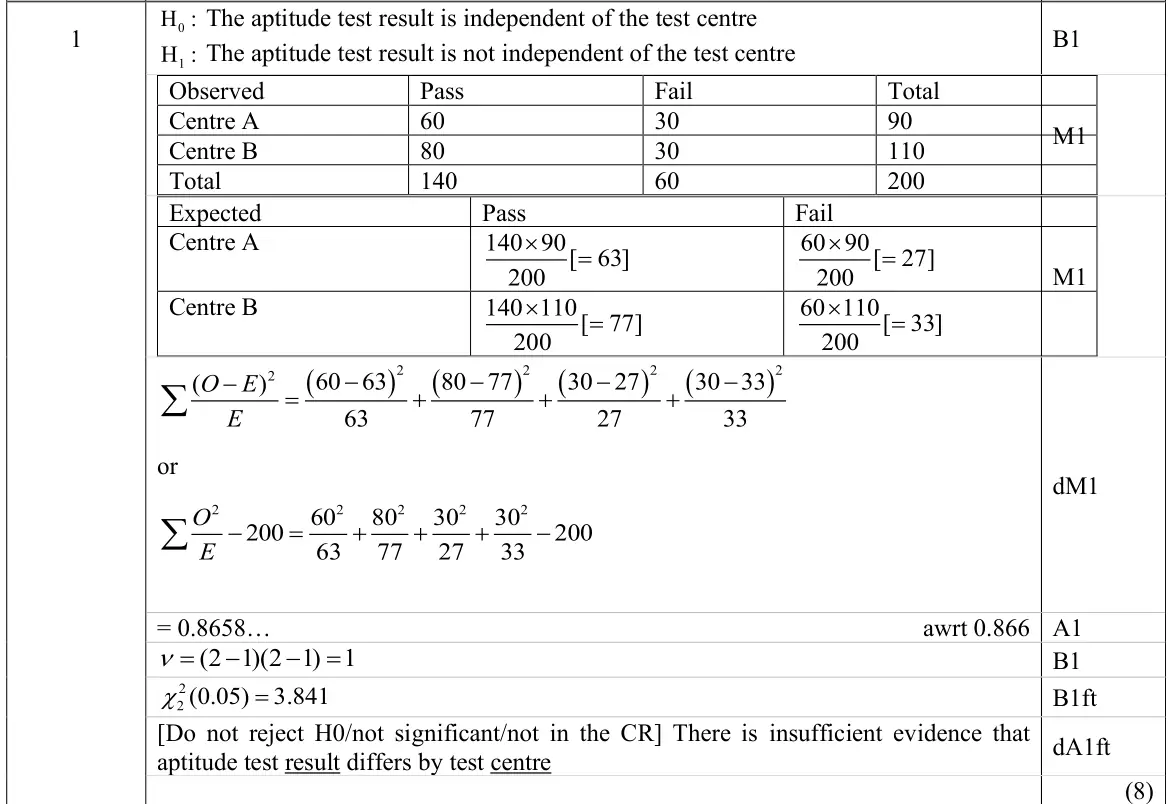 1
H₀ : The aptitude test result is independent of the test centre
H₁ : The aptitude test result is not independent of the test centre
B1
Observed Pass Fail Total
Centre A 60 30 90
M1
Centre B 80 30 110
Total 140 60 200
Expected Pass Fail
Centre A 140×90/200 [= 63] 60×90/200 [= 27]
M1
Centre B 140×110/200 [= 77] 60×110/200 [= 33]
∑ (O − E)²/E = (60 − 63)²/63 + (80 − 77)²/77 + (30 − 27)²/27 + (30 − 33)²/33
or
dM1
∑ O²/E − 200 = 60²/63 + 80²/77 + 30²/27 + 30²/33 − 200
= 0.8658… awrt 0.866 A1
ν = (2 − 1)(2 − 1) = 1 B1
χ₂²(0.05) = 3.841 B1ft
[Do not reject H0/not significant/not in the CR] There is insufficient evidence that
aptitude test result differs by test centre
dA1ft
(8)